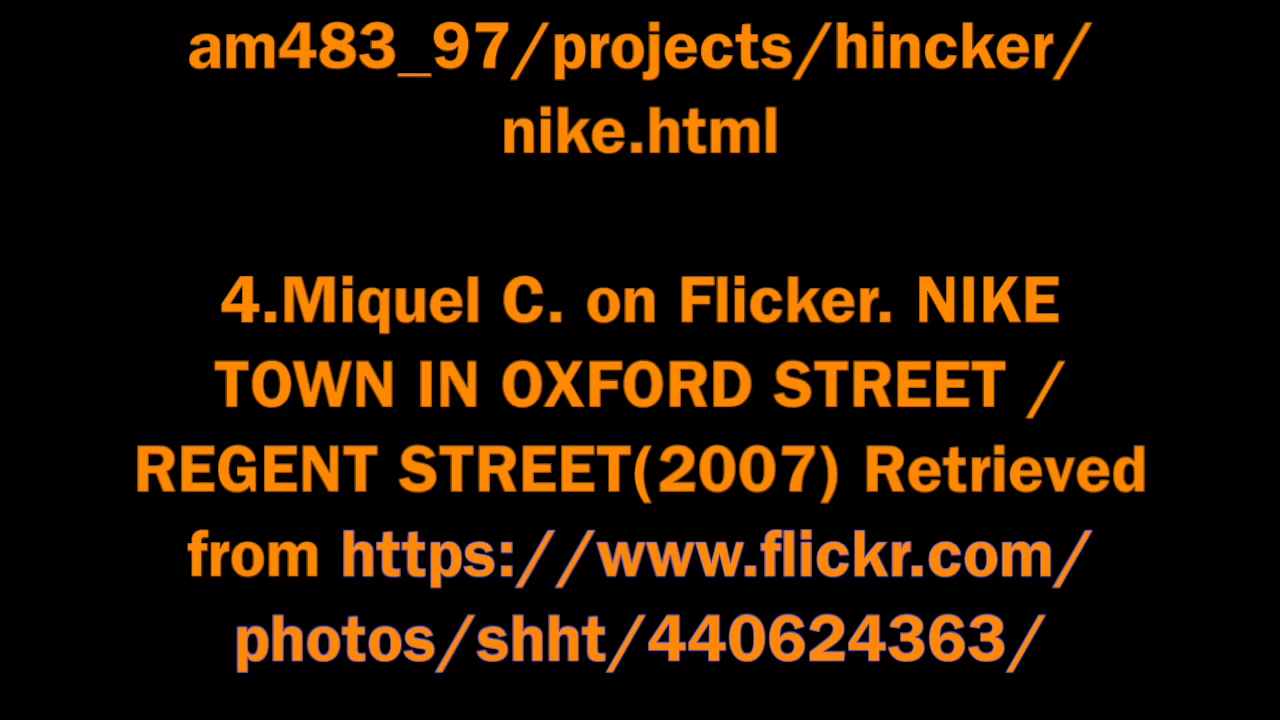 am483_97/projects/hincker/
nike.html
4.Miquel C. on Flicker. NIKE
TOWN IN OXFORD STREET /
REGENT STREET(2007) Retrieved
from https://www.flickr.com/
photos/shht/440624363/